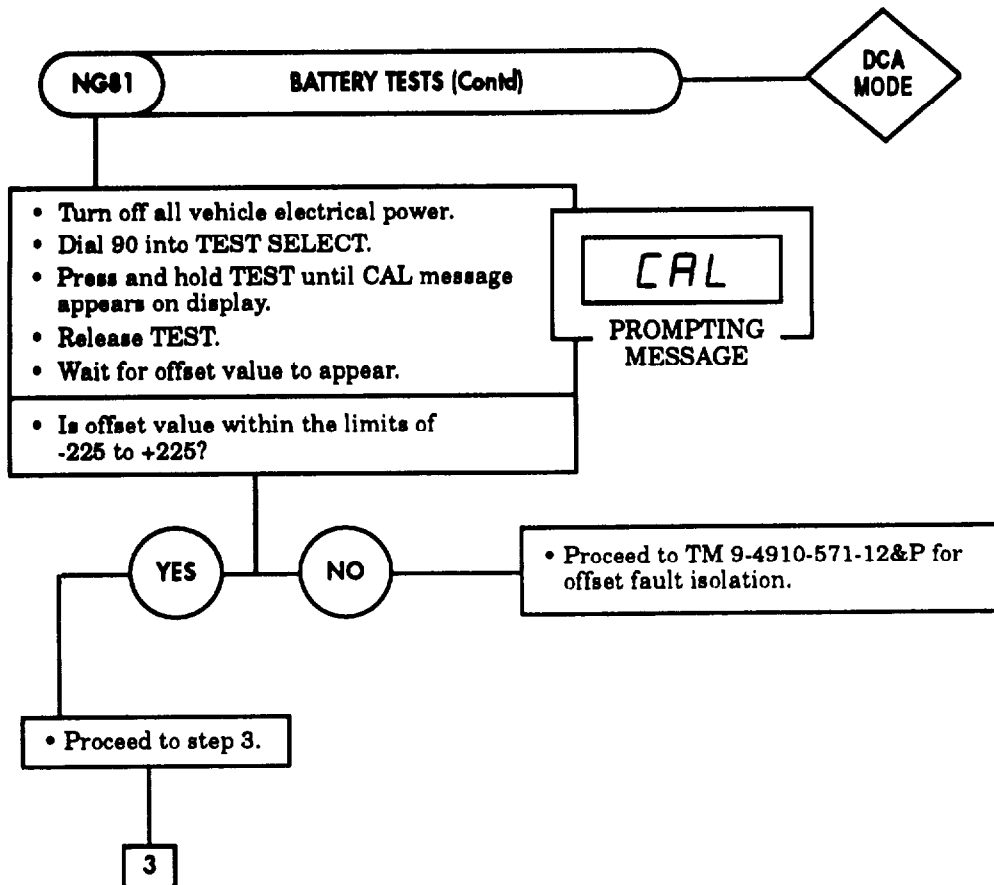 NG81
BATTERY TESTS (Contd)
DCA
MODE
• Turn off all vehicle electrical power.
• Dial 90 into TEST SELECT.
• Press and hold TEST until CAL message
appears on display.
• Release TEST.
• Wait for offset value to appear.
CAL
PROMPTING
MESSAGE
• Is offset value within the limits of
-225 to +225?
YES
NO
• Proceed to TM 9-4910-571-12&P for
offset fault isolation.
• Proceed to step 3.
3